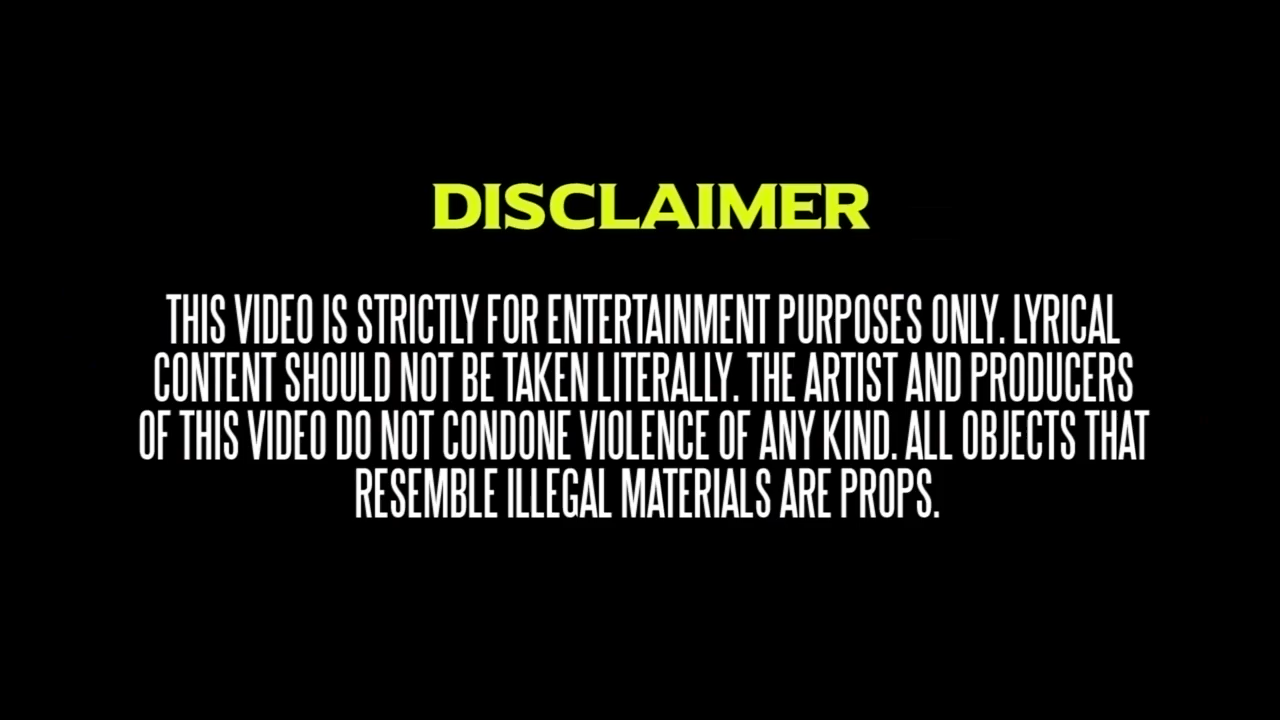 DISCLAIMER
THIS VIDEO IS STRICTLY FOR ENTERTAINMENT PURPOSES ONLY. LYRICAL
CONTENT SHOULD NOT BE TAKEN LITERALLY. THE ARTIST AND PRODUCERS
OF THIS VIDEO DO NOT CONDONE VIOLENCE OF ANY KIND. ALL OBJECTS THAT
RESEMBLE ILLEGAL MATERIALS ARE PROPS.